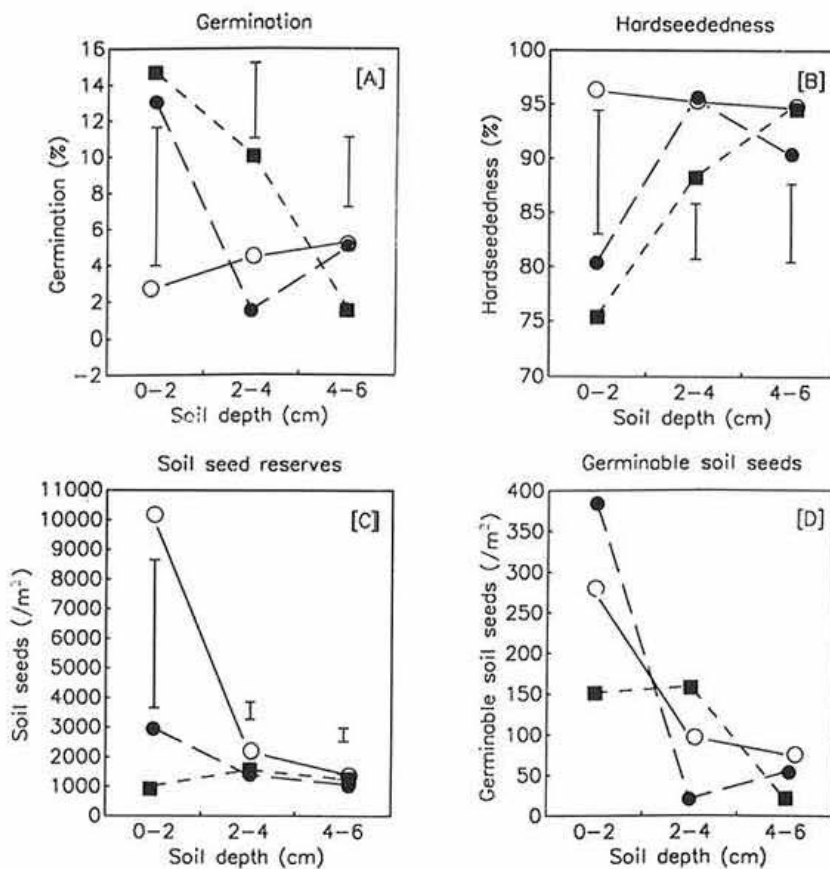 Germination
[A]
Germination (%)
16
14
12
10
8
6
4
2
0
−2
0−2 2−4 4−6
Soil depth (cm)
Hardseededness
[B]
Hardseededness (%)
100
95
90
85
80
75
70
0−2 2−4 4−6
Soil depth (cm)
Soil seed reserves
[C]
Soil seeds (/m²)
11000
10000
9000
8000
7000
6000
5000
4000
3000
2000
1000
0
0−2 2−4 4−6
Soil depth (cm)
Germinable soil seeds
[D]
Germinable soil seeds (/m²)
400
350
300
250
200
150
100
50
0
0−2 2−4 4−6
Soil depth (cm)